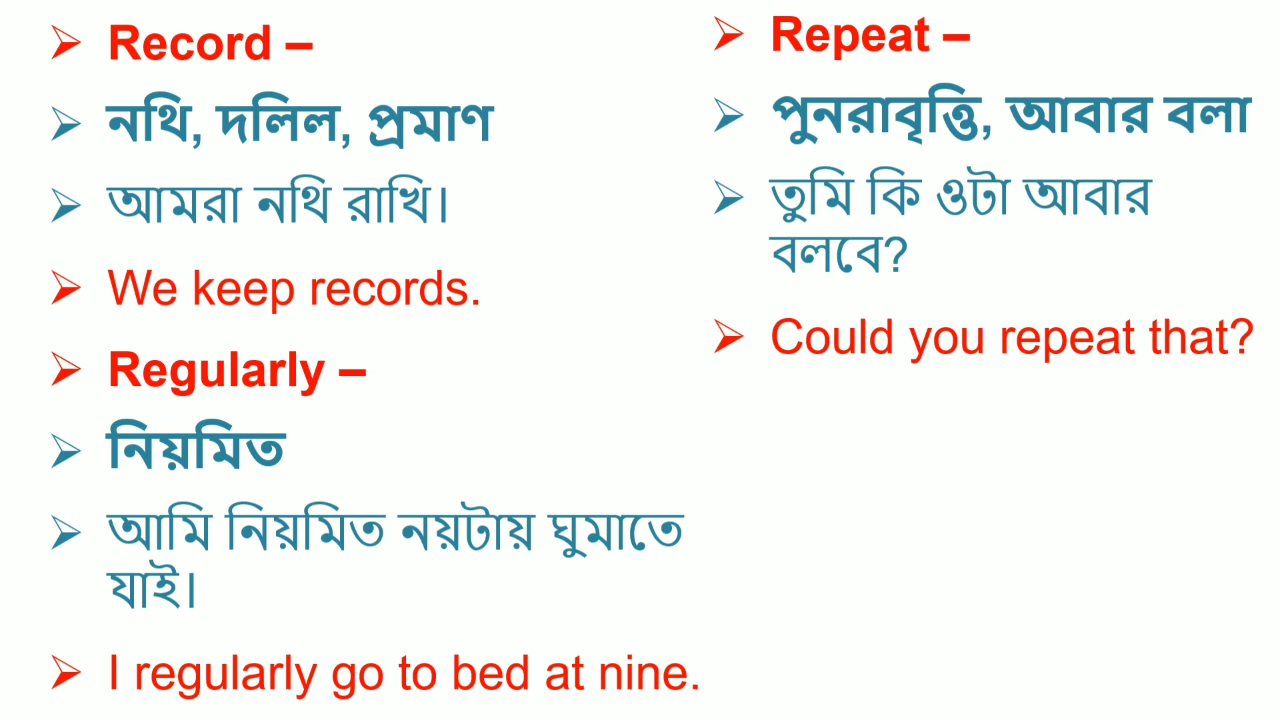 Record –
নথি, দলিল, প্রমাণ
আমরা নথি রাখি।
We keep records.
Regularly –
নিয়মিত
আমি নিয়মিত নয়টায় ঘুমাতে
যাই।
I regularly go to bed at nine.
Repeat –
পুনরাবৃত্তি, আবার বলা
তুমি কি ওটা আবার
বলবে?
Could you repeat that?